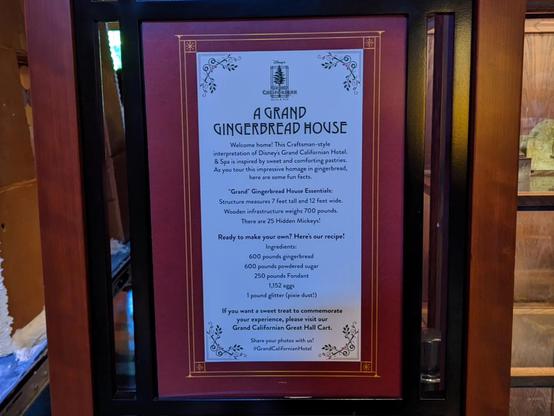 Disney's
GRAND
Californian
A GRAND
GINGERBREAD HOUSE
Welcome home! This Craftsman-style
interpretation of Disney's Grand Californian Hotel
& Spa is inspired by sweet and comforting pastries.
As you tour this impressive homage in gingerbread,
here are some fun facts.
"Grand" Gingerbread House Essentials:
Structure measures 7 feet tall and 12 feet wide.
Wooden infrastructure weighs 700 pounds.
There are 25 Hidden Mickeys!
Ready to make your own? Here's our recipe!
Ingredients:
600 pounds gingerbread
600 pounds powdered sugar
250 pounds Fondant
1,152 eggs
1 pound glitter (pixie dust!)
If you want a sweet treat to commemorate
your experience, please visit our
Grand Californian Great Hall Cart.
Share your photos with us!
@GrandCalifornianHotel